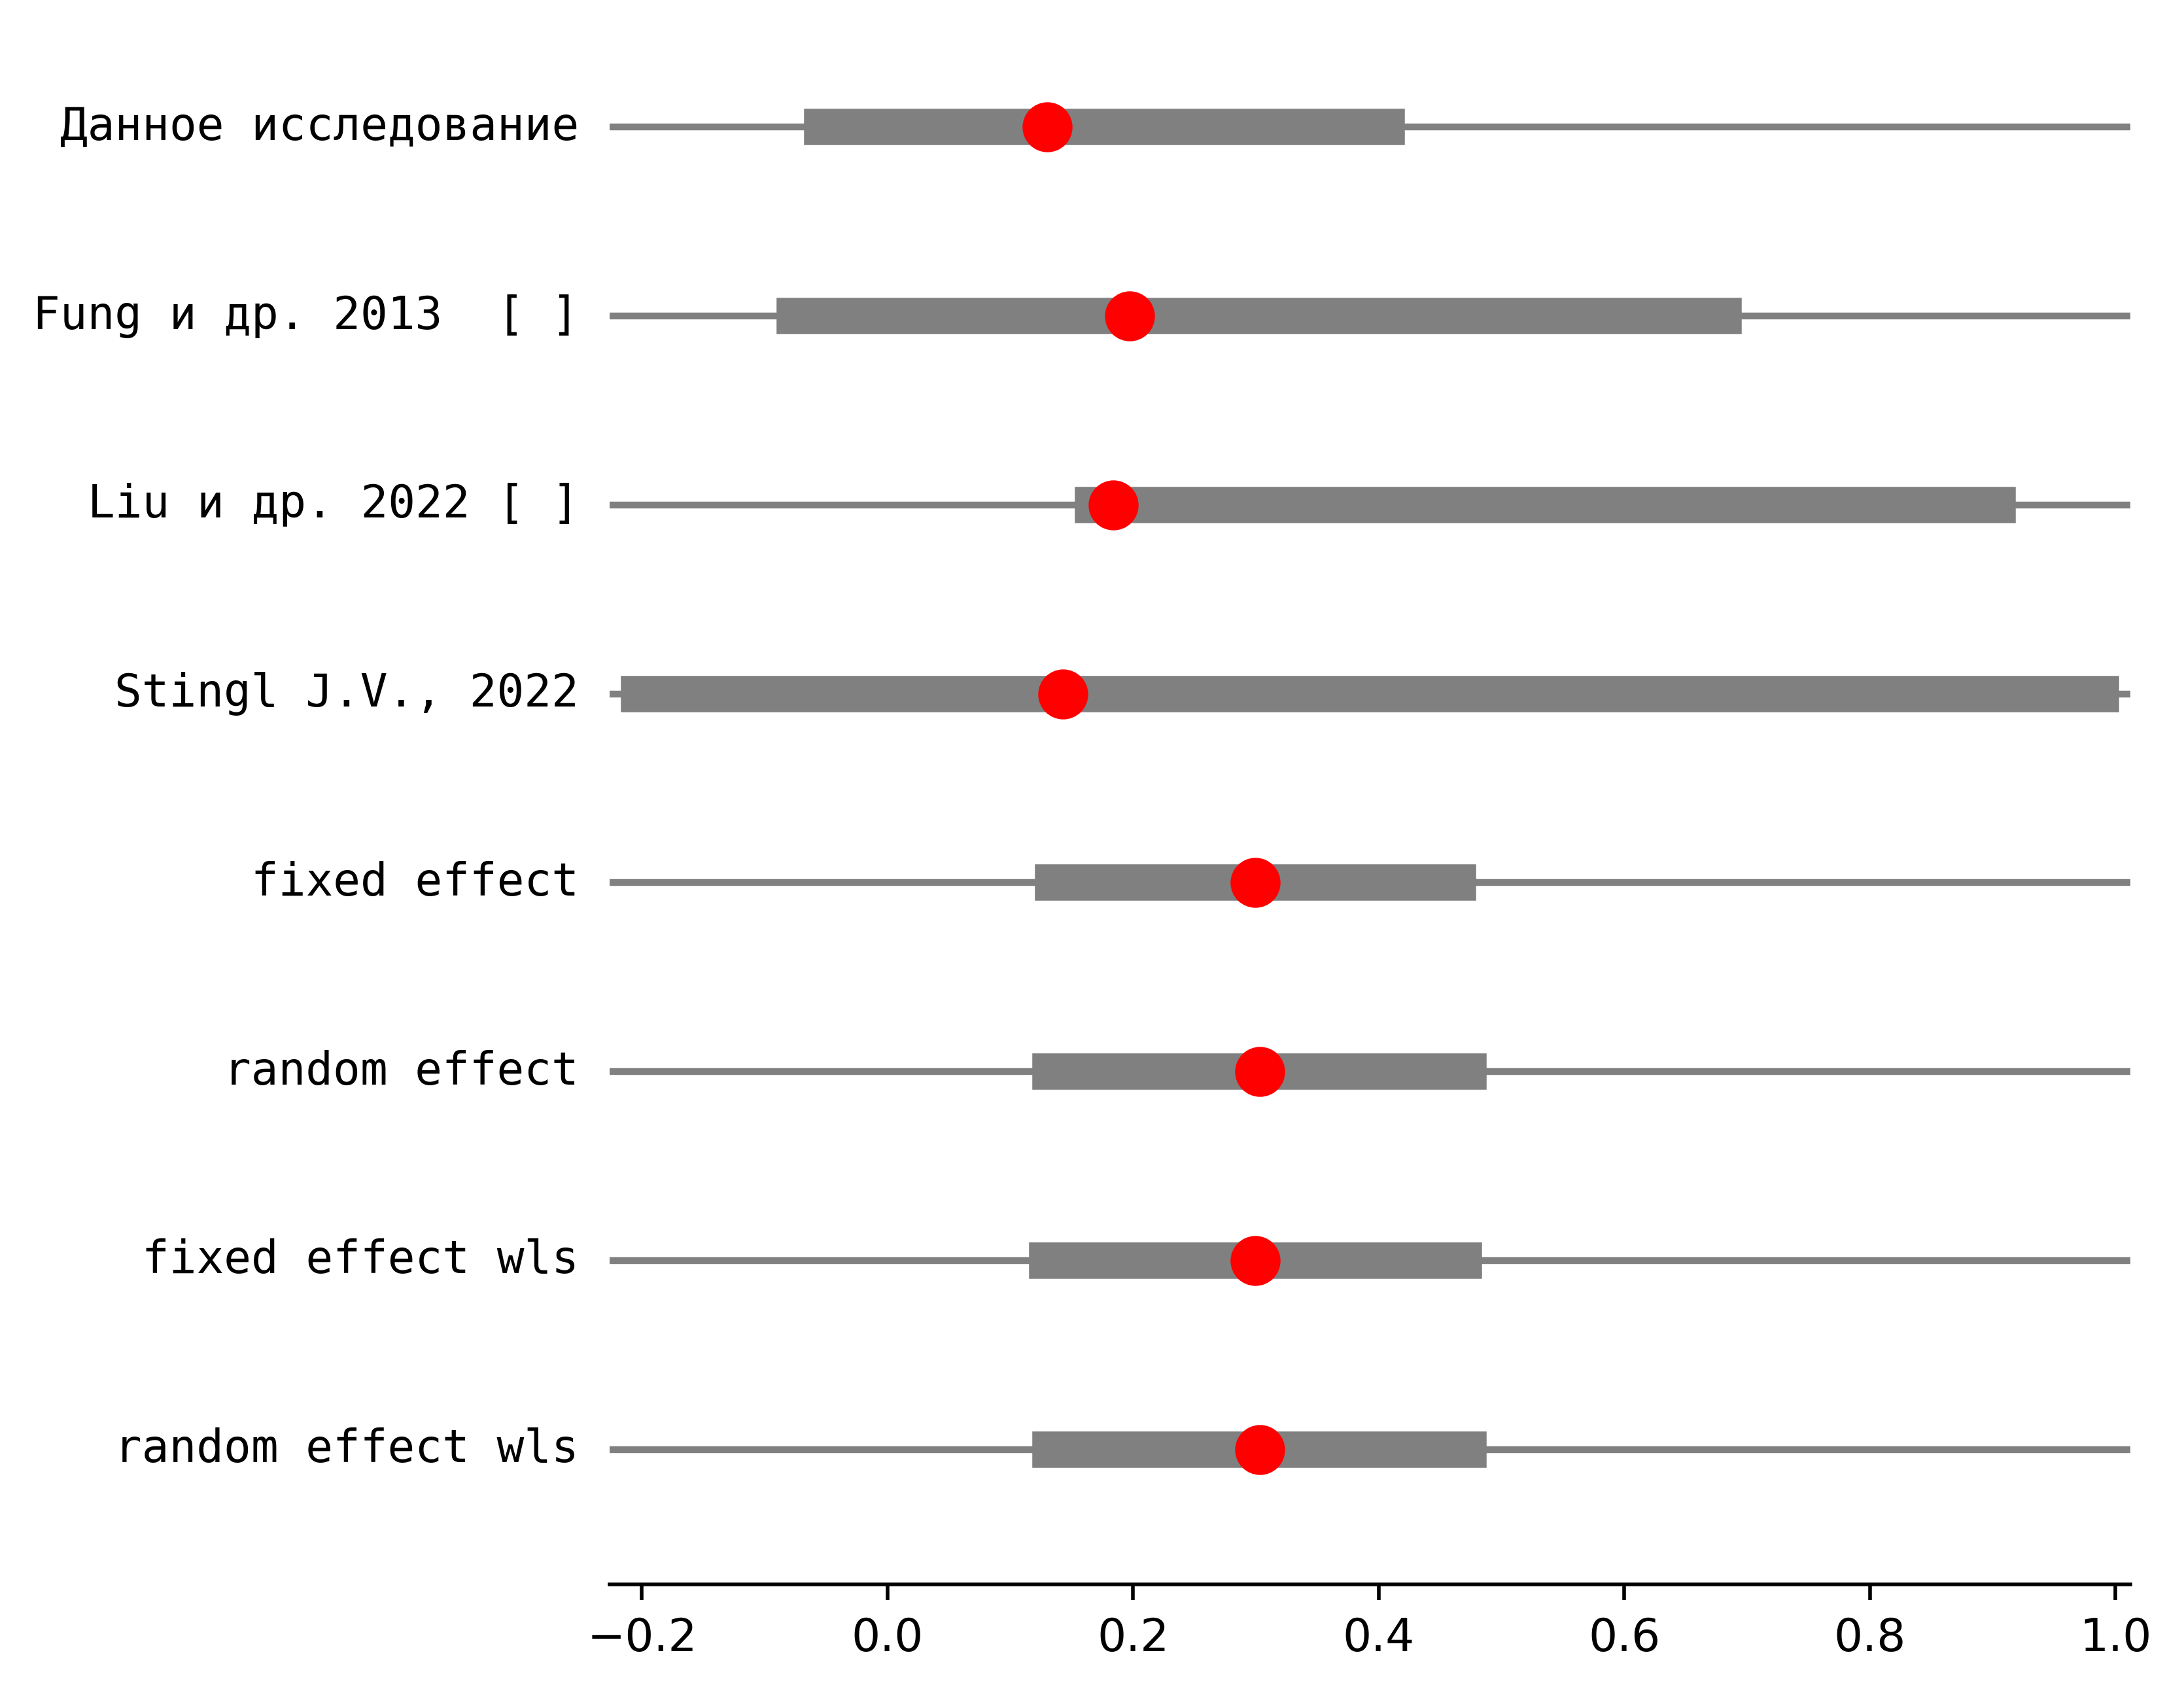 Данное исследование
Fung и др. 2013  [ ]
Liu и др. 2022 [ ]
Stingl J.V., 2022
fixed effect
random effect
fixed effect wls
random effect wls
−0.2 0.0 0.2 0.4 0.6 0.8 1.0